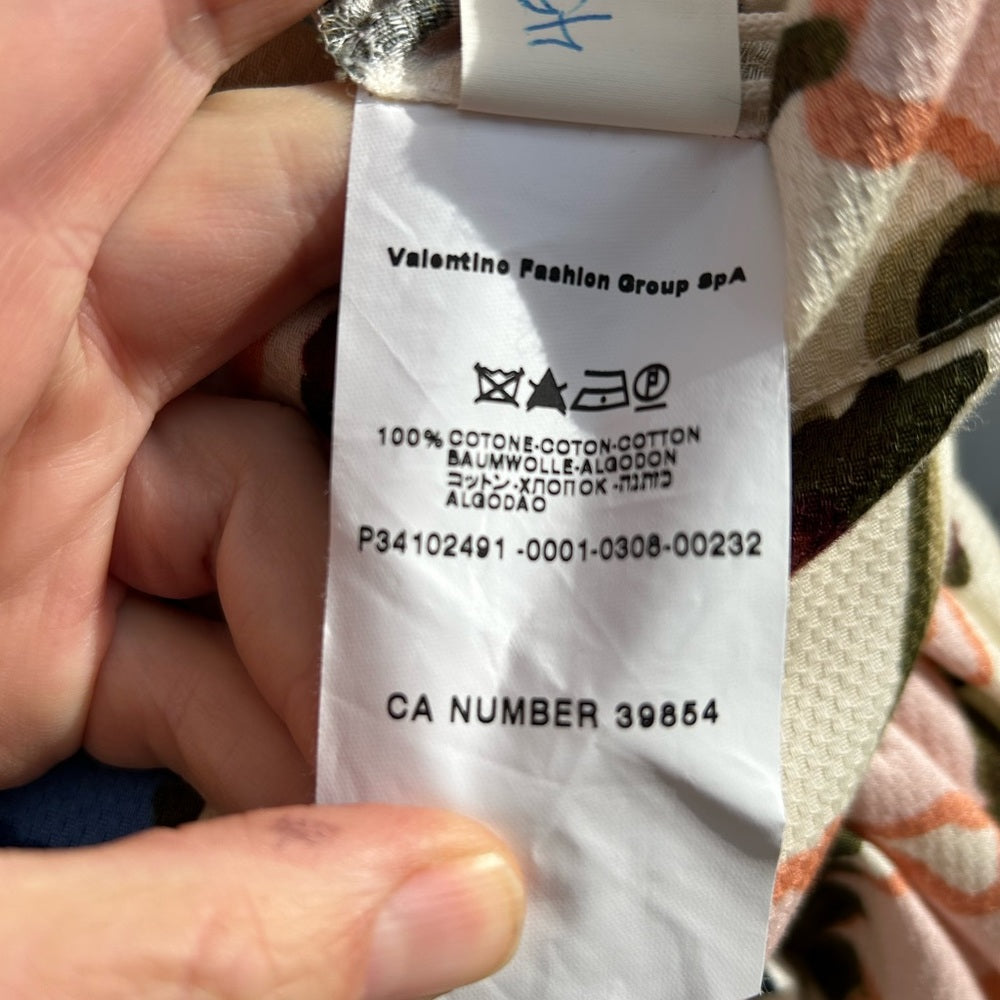 Valentino Fashion Group SpA
P
100% COTONE-COTON-COTTON
BAUMWOLLE-ALGODON
コットン-ХЛОПОК-כותנה
ALGODAO
P34102491 -0001-0308-00232
CA NUMBER 39854